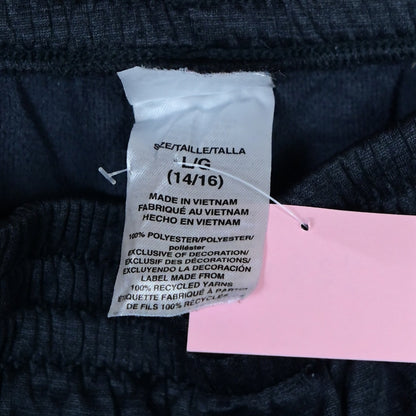 SIZE/TAILLE/TALLA
L/G
(14/16)
MADE IN VIETNAM
FABRIQUÉ AU VIETNAM
HECHO EN VIETNAM
100% POLYESTER/POLYESTER/
poliéster
EXCLUSIVE OF DECORATION/
EXCLUSIF DES DÉCORATIONS/
EXCLUYENDO LA DECORACIÓN
LABEL MADE FROM
100% RECYCLED YARNS
ÉTIQUETTE FABRIQUÉ À PARTIR
DE FILS 100% RECYCLÉS